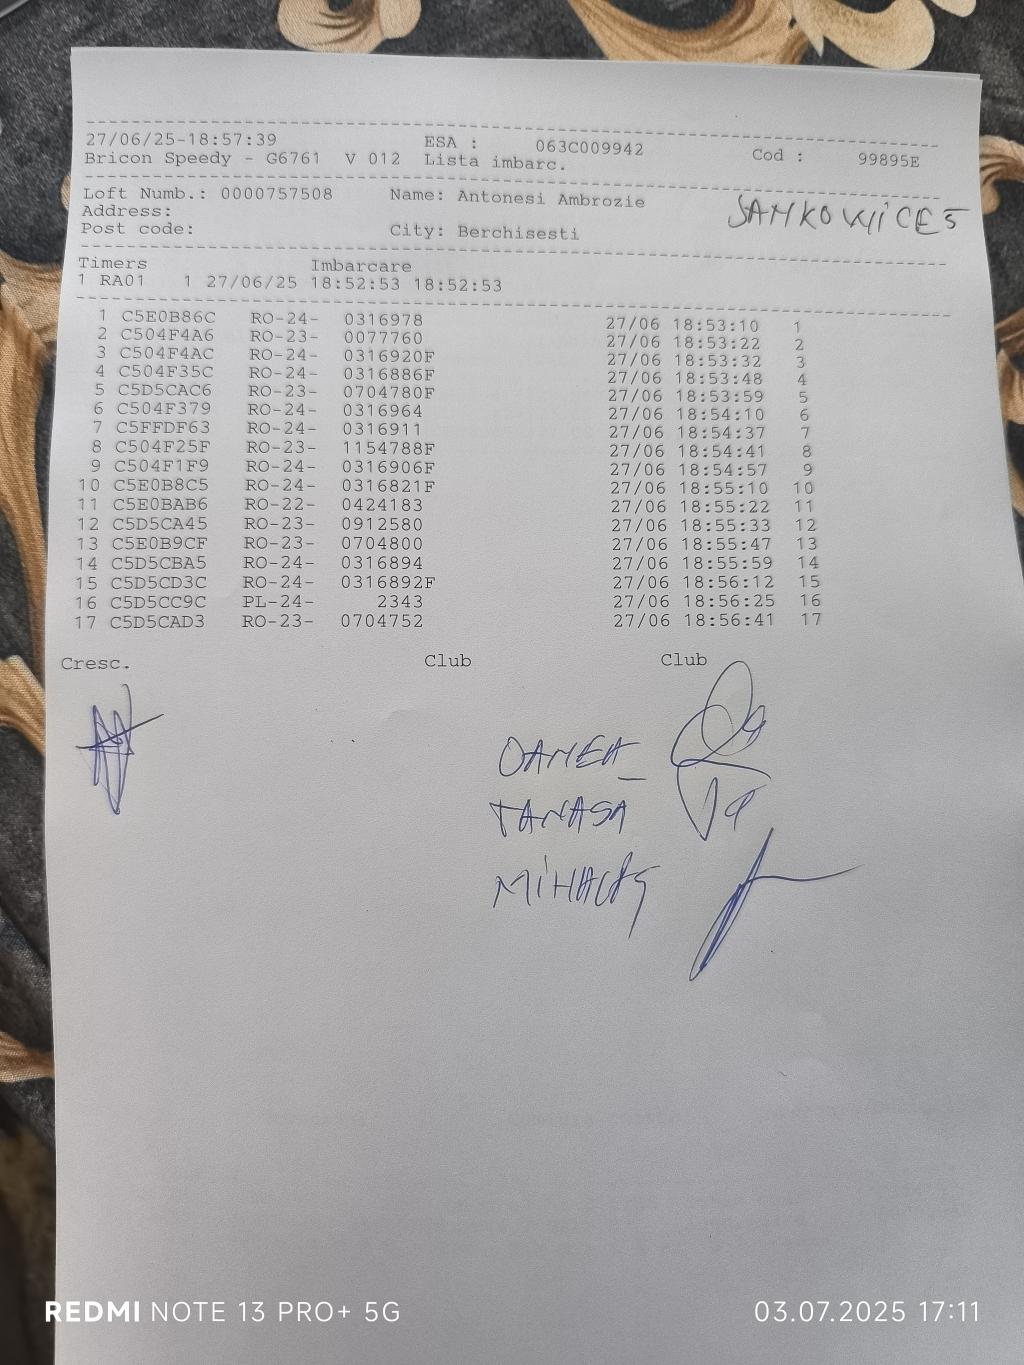 27/06/25-18:57:39 ESA : 063C009942 Cod : 99895E
Bricon Speedy - G6761 V 012 Lista imbarc.
Loft Numb.: 0000757508 Name: Antonesi Ambrozie
Address:
Post code: City: Berchisesti
Timers Imbarcare
1 RA01 1 27/06/25 18:52:53 18:52:53
1 C5E0B86C RO-24- 0316978 27/06 18:53:10 1
2 C504F4A6 RO-23- 0077760 27/06 18:53:22 2
3 C504F4AC RO-24- 0316920F 27/06 18:53:32 3
4 C504F35C RO-24- 0316886F 27/06 18:53:48 4
5 C5D5CAC6 RO-23- 0704780F 27/06 18:53:59 5
6 C504F379 RO-24- 0316964 27/06 18:54:10 6
7 C5FFDF63 RO-24- 0316911 27/06 18:54:37 7
8 C504F25F RO-23- 1154788F 27/06 18:54:41 8
9 C504F1F9 RO-24- 0316906F 27/06 18:54:57 9
10 C5E0B8C5 RO-24- 0316821F 27/06 18:55:10 10
11 C5E0BAB6 RO-22- 0424183 27/06 18:55:22 11
12 C5D5CA45 RO-23- 0912580 27/06 18:55:33 12
13 C5E0B9CF RO-23- 0704800 27/06 18:55:47 13
14 C5D5CBA5 RO-24- 0316894 27/06 18:55:59 14
15 C5D5CD3C RO-24- 0316892F 27/06 18:56:12 15
16 C5D5CC9C PL-24- 2343 27/06 18:56:25 16
17 C5D5CAD3 RO-23- 0704752 27/06 18:56:41 17
Cresc. Club Club
OANEA
TANASA
REDMI NOTE 13 PRO+ 5G 03.07.2025 17:11